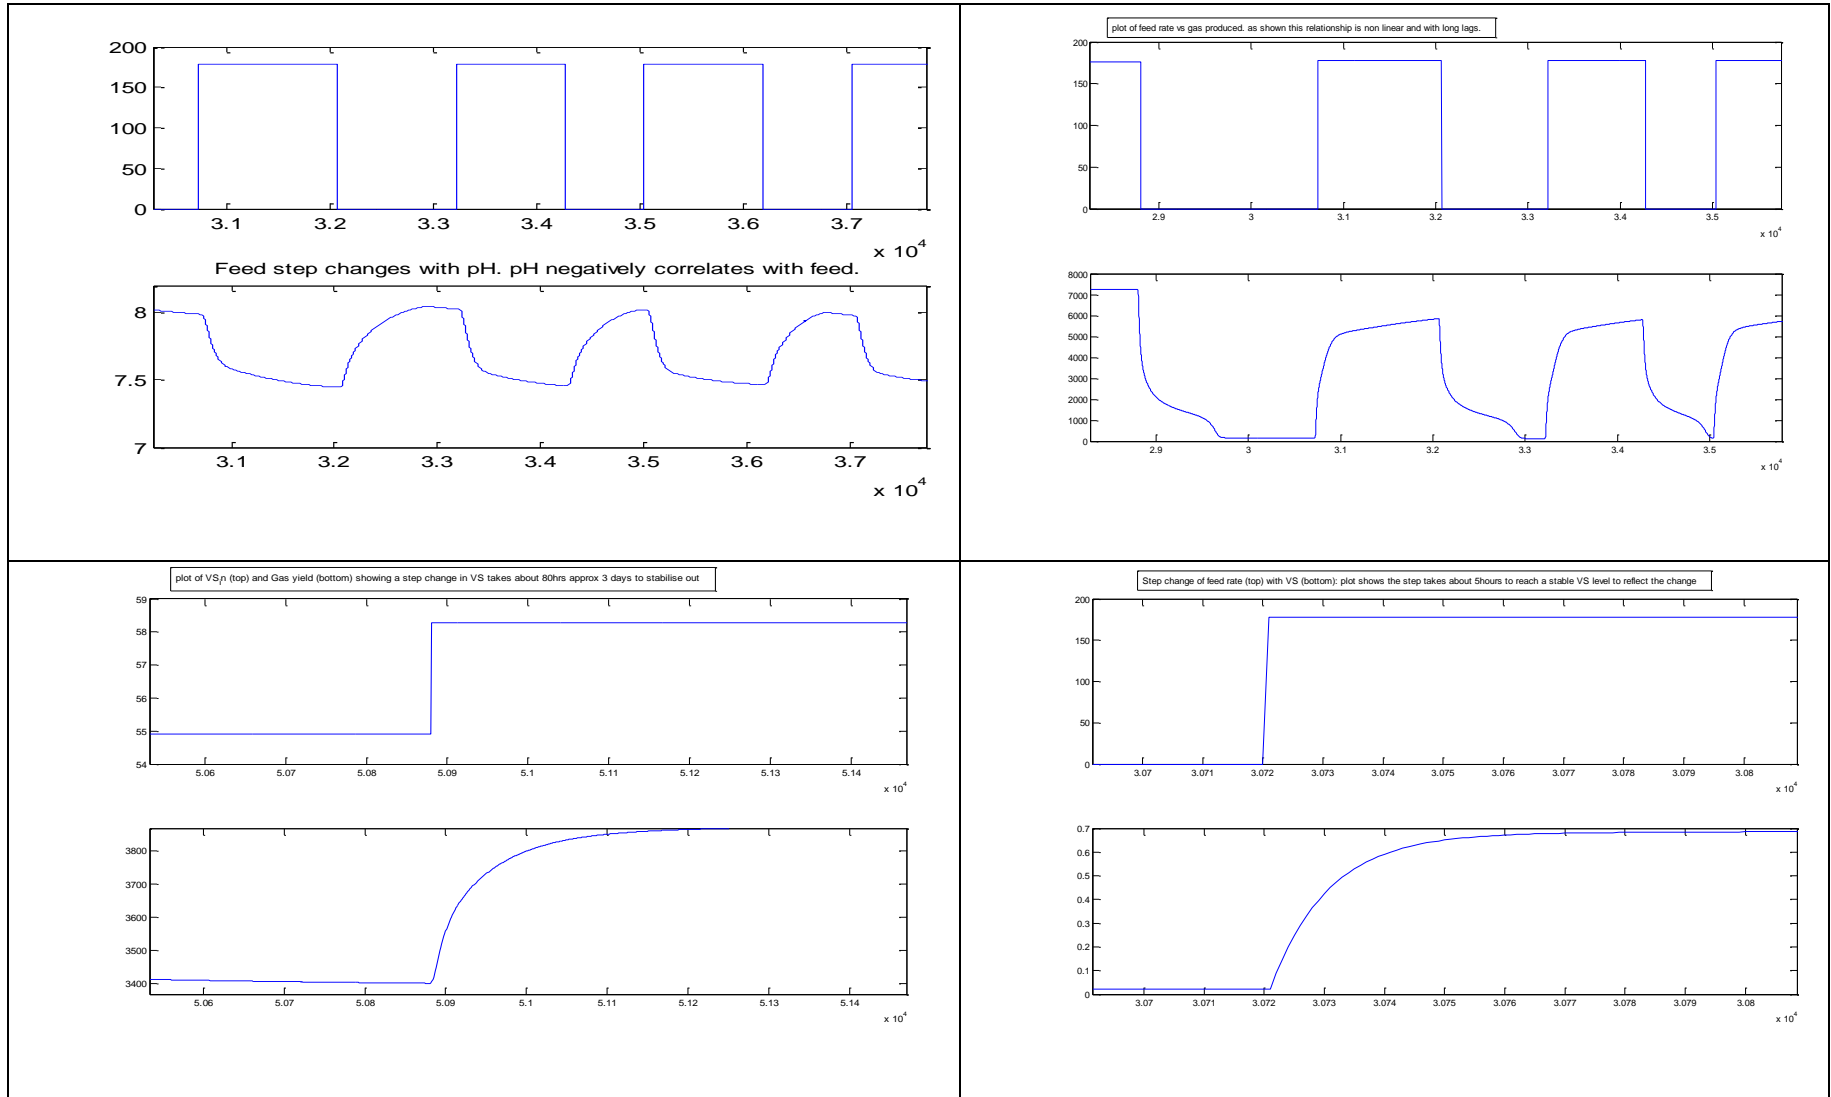 200
150
100
50
0
3.1 3.2 3.3 3.4 3.5 3.6 3.7
x 10^4
Feed step changes with pH. pH negatively correlates with feed.
8
7.5
7
3.1 3.2 3.3 3.4 3.5 3.6 3.7
x 10^4
plot of feed rate vs gas produced. as shown this relationship is non linear and with long lags.
200
150
100
50
0
2.9 3 3.1 3.2 3.3 3.4 3.5
x 10^4
8000
7000
6000
5000
4000
3000
2000
1000
0
2.9 3 3.1 3.2 3.3 3.4 3.5
x 10^4
plot of VS_in (top) and Gas yield (bottom) showing a step change in VS takes about 80hrs approx 3 days to stabilise out
59
58
57
56
55
54
5.06 5.07 5.08 5.09 5.1 5.11 5.12 5.13 5.14
x 10^4
3800
3700
3600
3500
3400
5.06 5.07 5.08 5.09 5.1 5.11 5.12 5.13 5.14
x 10^4
Step change of feed rate (top) with VS (bottom): plot shows the step takes about 5hours to reach a stable VS level to reflect the change
200
150
100
50
0
3.07 3.071 3.072 3.073 3.074 3.075 3.076 3.077 3.078 3.079 3.08
x 10^4
0.7
0.6
0.5
0.4
0.3
0.2
0.1
0
3.07 3.071 3.072 3.073 3.074 3.075 3.076 3.077 3.078 3.079 3.08
x 10^4